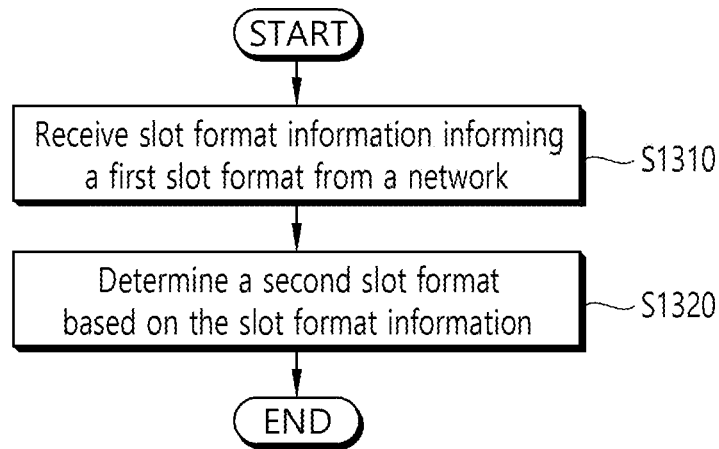 START
Receive slot format information informing
a first slot format from a network
S1310
Determine a second slot format
based on the slot format information
S1320
END